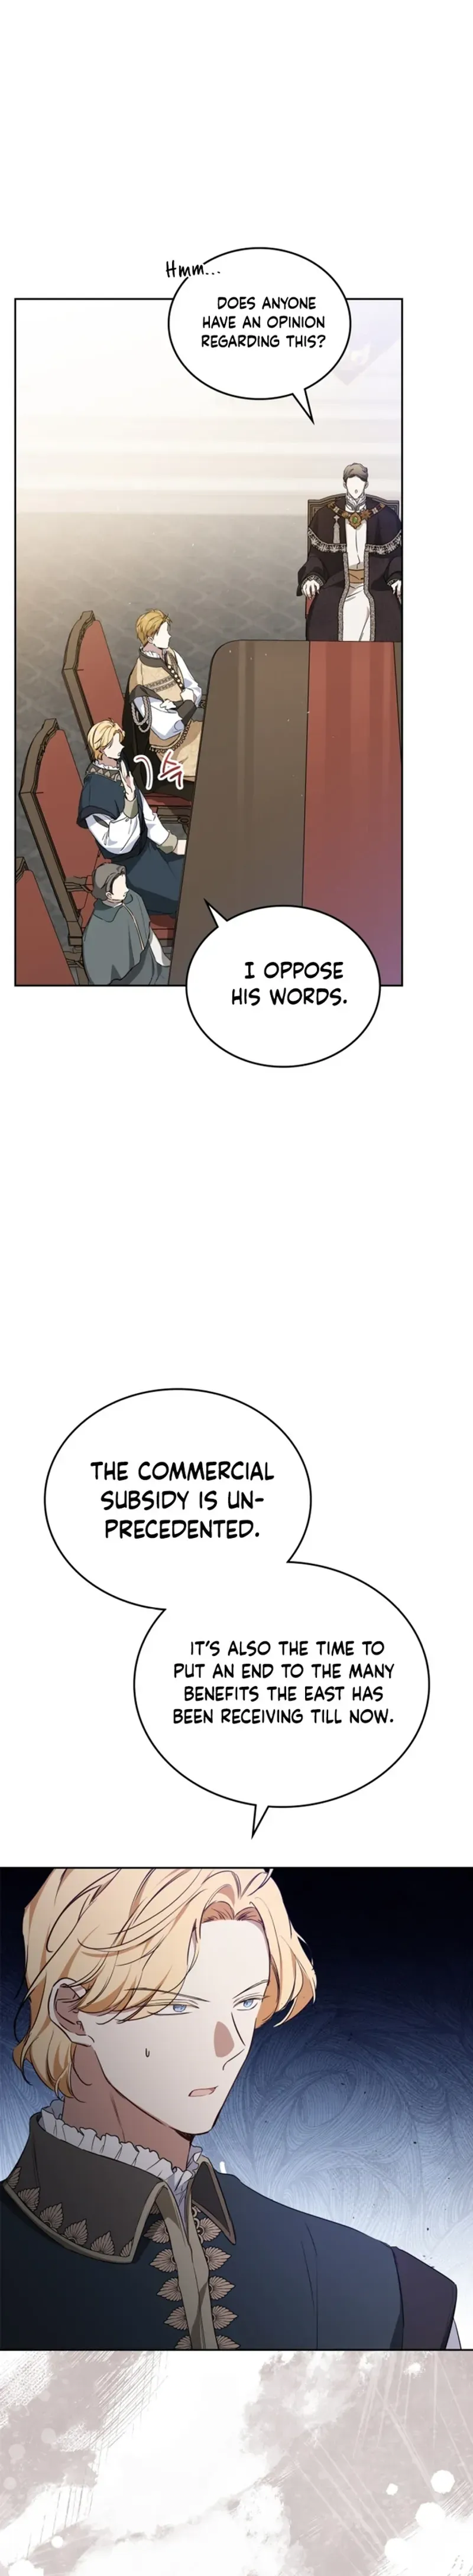 Hmm...
DOES ANYONE
HAVE AN OPINION
REGARDING THIS?
I OPPOSE
HIS WORDS.
THE COMMERCIAL
SUBSIDY IS UN-
PRECEDENTED.
IT'S ALSO THE TIME TO
PUT AN END TO THE MANY
BENEFITS THE EAST HAS
BEEN RECEIVING TILL NOW.